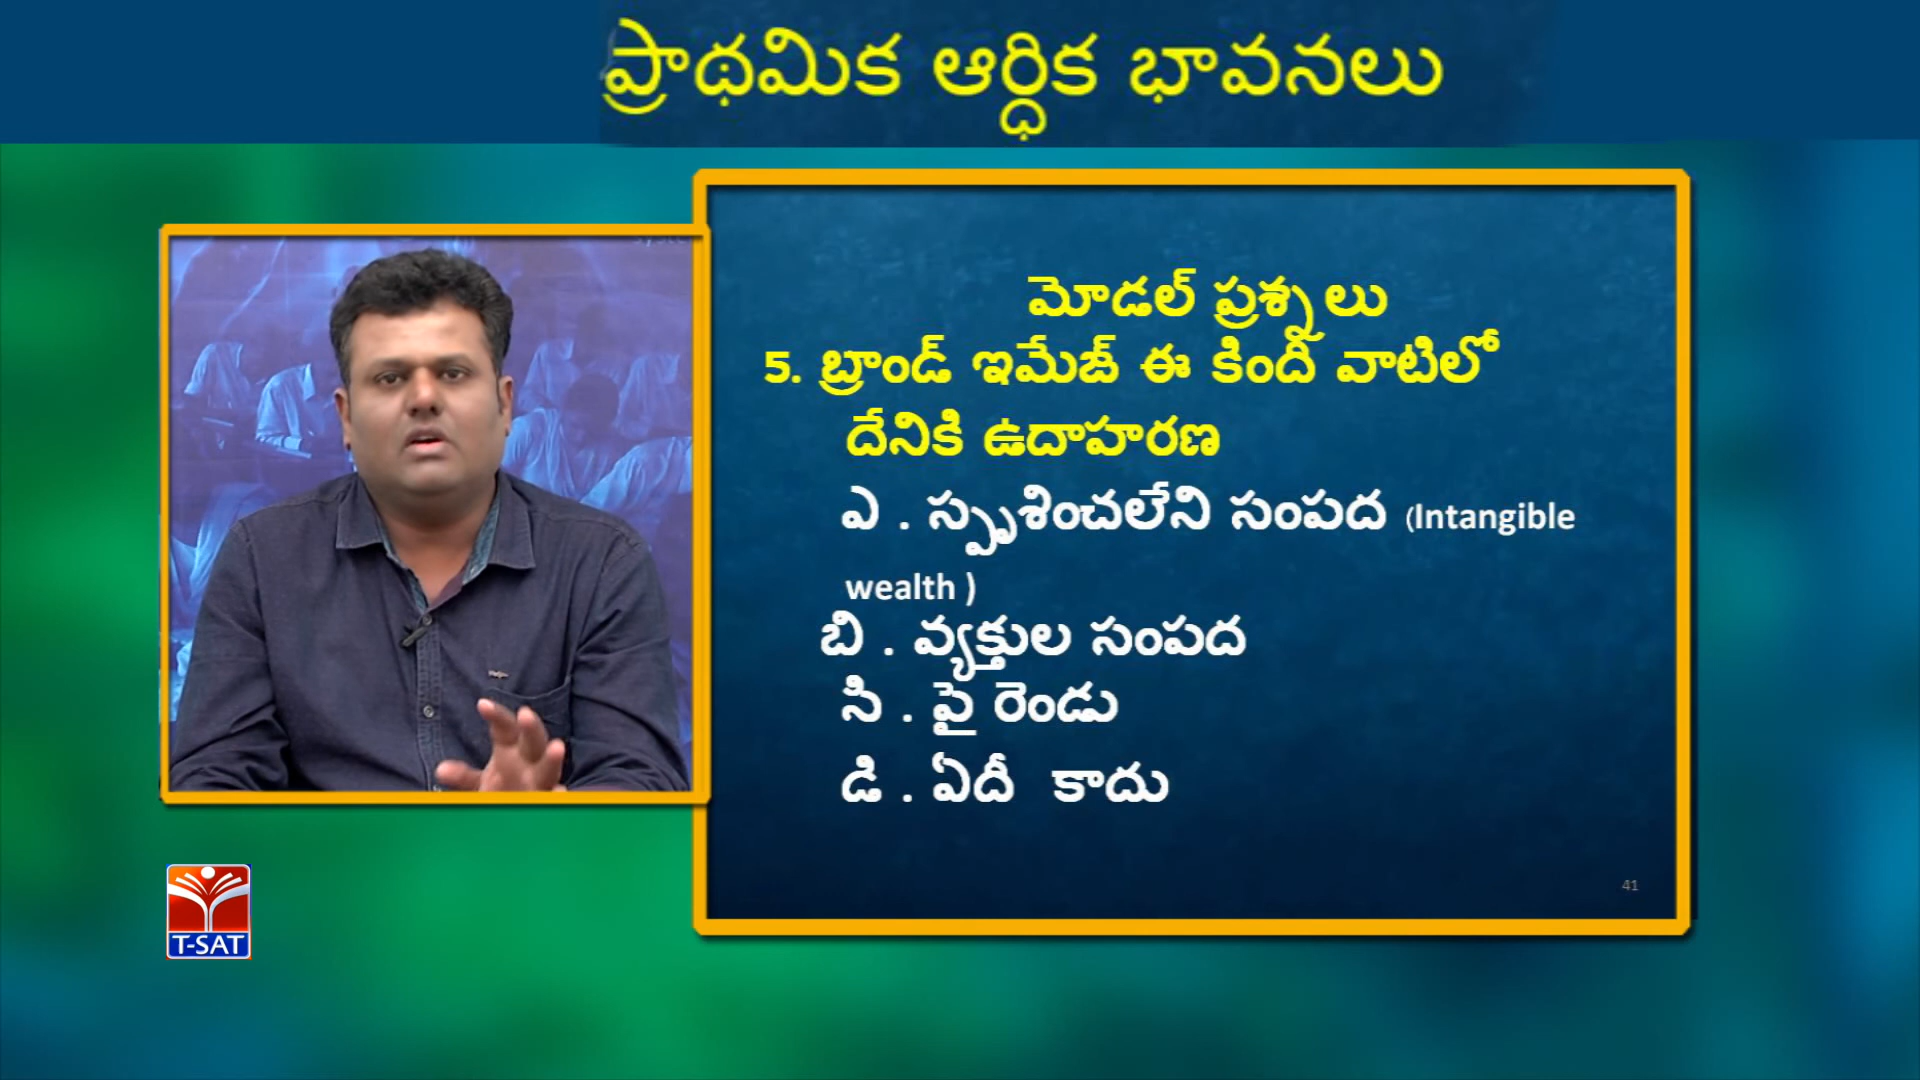 ప్రాథమిక ఆర్ధిక భావనలు
మోడల్ ప్రశ్నలు
5. బ్రాండ్ ఇమేజ్ ఈ కింది వాటిలో
దేనికి ఉదాహరణ
ఎ . స్పృశించలేని సంపద (Intangible
wealth )
బి . వ్యక్తుల సంపద
సి . పై రెండు
డి . ఏదీ కాదు
41
T-SAT